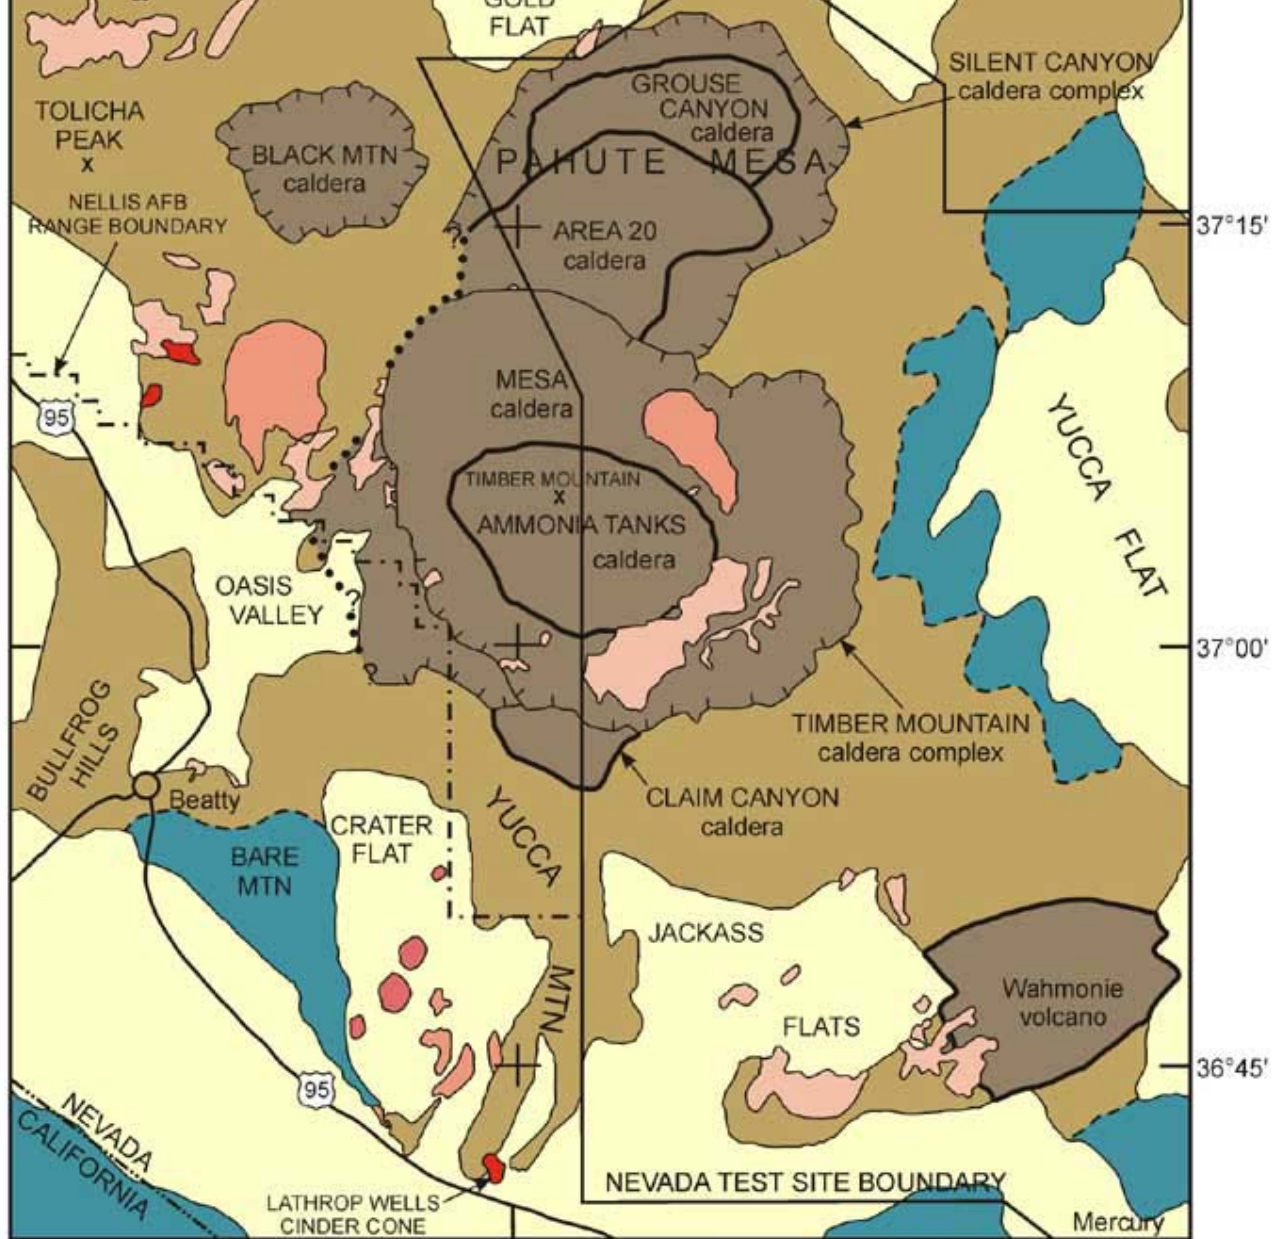 GOLD
FLAT
SILENT CANYON
caldera complex
GROUSE
CANYON
caldera
TOLICHA
PEAK
x
BLACK MTN
caldera
PAHUTE MESA
NELLIS AFB
RANGE BOUNDARY
?
AREA 20
caldera
37°15'
MESA
caldera
95
YUCCA
FLAT
TIMBER MOUNTAIN
x
AMMONIA TANKS
caldera
OASIS
VALLEY
?
37°00'
BULLFROG
HILLS
?
TIMBER MOUNTAIN
caldera complex
Beatty
CLAIM CANYON
caldera
CRATER
FLAT
YUCCA
MTN
BARE
MTN
JACKASS
FLATS
Wahmonie
volcano
36°45'
95
NEVADA
CALIFORNIA
NEVADA TEST SITE BOUNDARY
LATHROP WELLS
CINDER CONE
Mercury